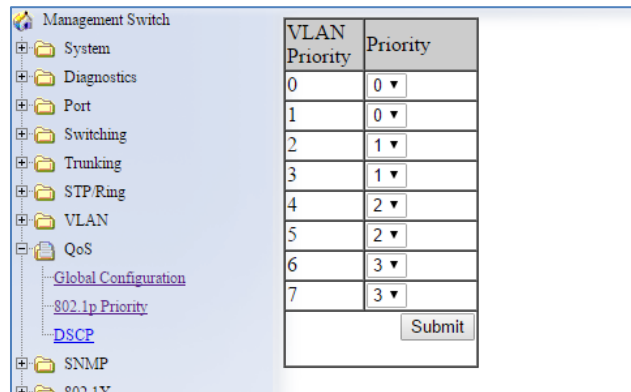 Management Switch
System
Diagnostics
Port
Switching
Trunking
STP/Ring
VLAN
QoS
Global Configuration
802.1p Priority
DSCP
SNMP
802.1X
VLAN Priority Priority
0 0
1 0
2 1
3 1
4 2
5 2
6 3
7 3
Submit